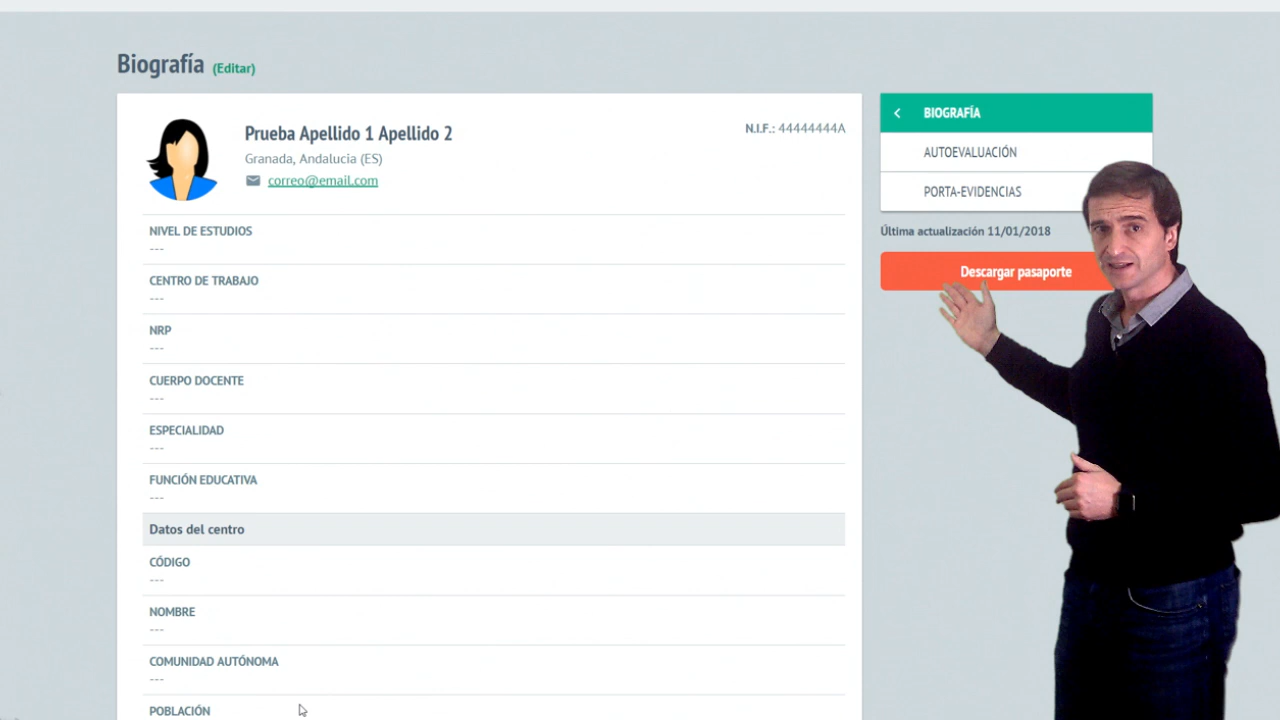 Biografía (Editar)
Prueba Apellido 1 Apellido 2
N.I.F.: 44444444A
Granada, Andalucia (ES)
correo@email.com
NIVEL DE ESTUDIOS
---
CENTRO DE TRABAJO
---
NRP
---
CUERPO DOCENTE
---
ESPECIALIDAD
---
FUNCIÓN EDUCATIVA
---
Datos del centro
CÓDIGO
---
NOMBRE
---
COMUNIDAD AUTÓNOMA
---
POBLACIÓN
BIOGRAFÍA
AUTOEVALUACIÓN
PORTA-EVIDENCIAS
Última actualización 11/01/2018
Descargar pasaporte